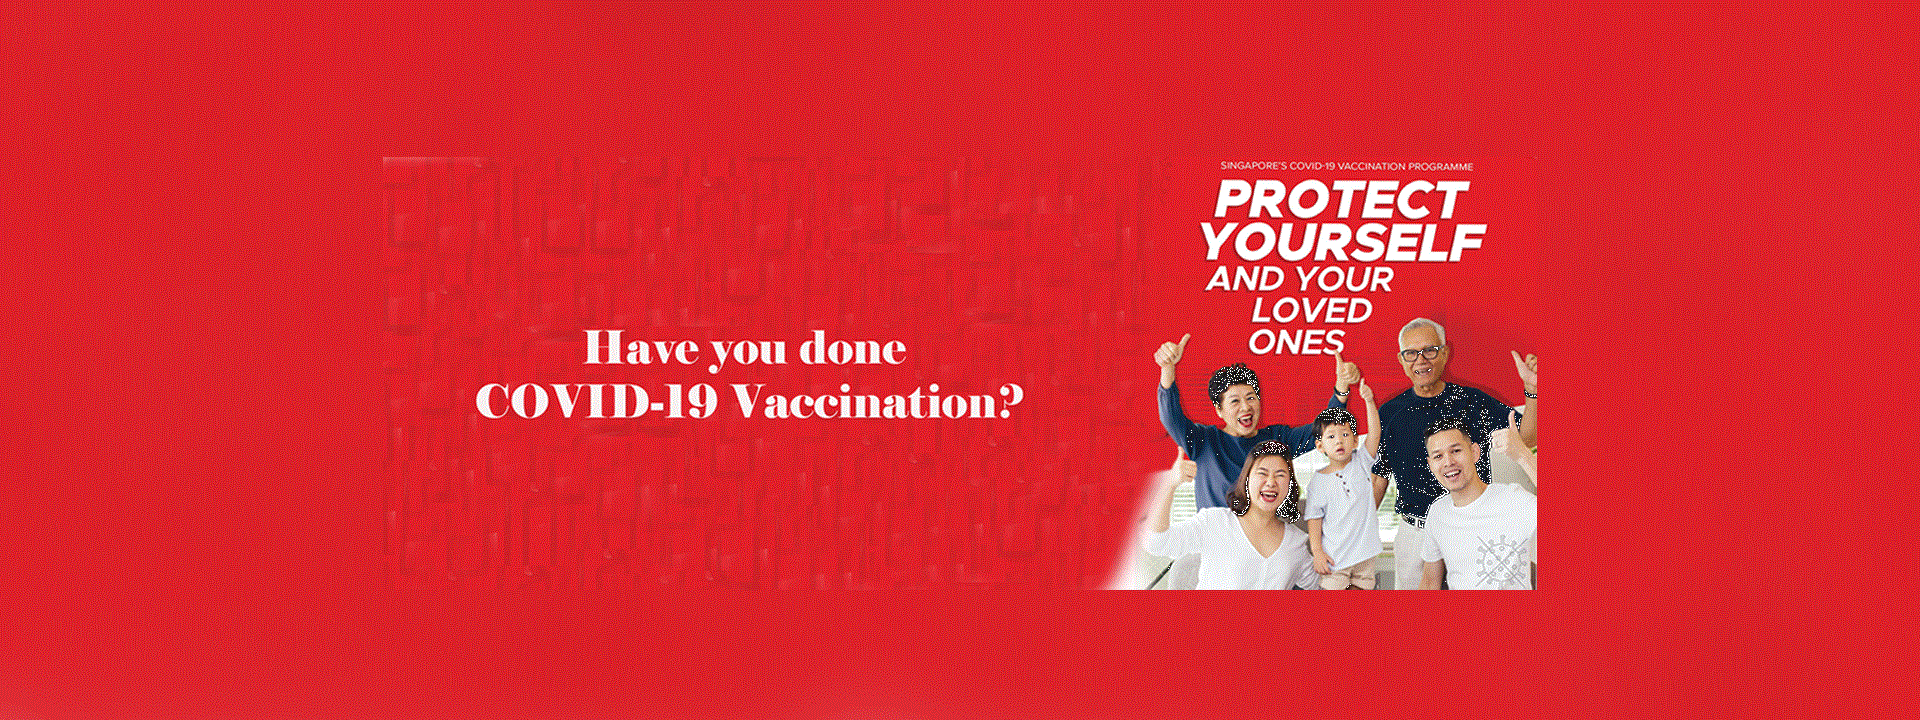 Have you done
COVID-19 Vaccination?
SINGAPORE'S COVID-19 VACCINATION PROGRAMME
PROTECT
YOURSELF
AND YOUR
LOVED
ONES